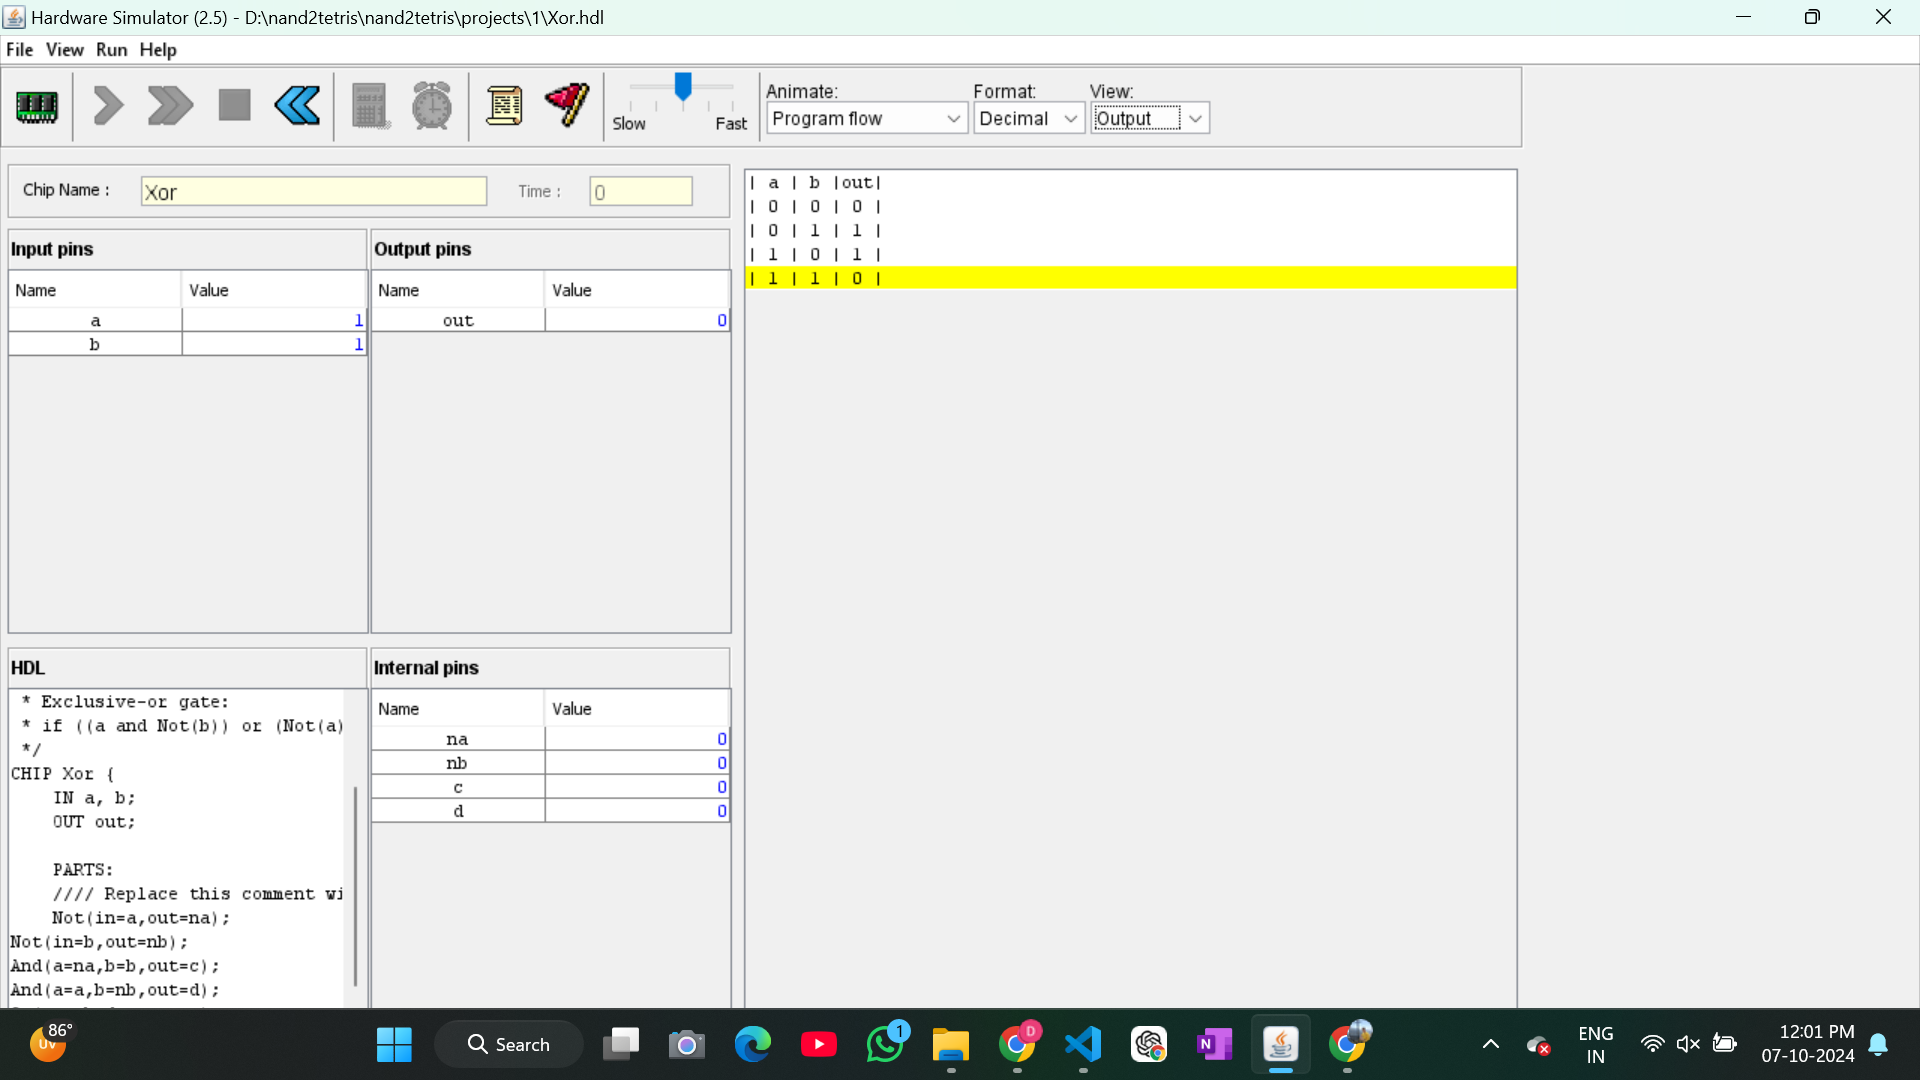 Hardware Simulator (2.5) - D:\nand2tetris\nand2tetris\projects\1\Xor.hdl
File View Run Help
Slow Fast
Animate: Format: View:
Program flow Decimal Output
Chip Name : Xor Time : 0
Input pins
Name Value
a 1
b 1
Output pins
Name Value
out 0
| a | b |out|
| 0 | 0 | 0 |
| 0 | 1 | 1 |
| 1 | 0 | 1 |
| 1 | 1 | 0 |
HDL
* Exclusive-or gate:
* if ((a and Not(b)) or (Not(a)
*/
CHIP Xor {
IN a, b;
OUT out;
PARTS:
//// Replace this comment wi
Not(in=a,out=na);
Not(in=b,out=nb);
And(a=na,b=b,out=c);
And(a=a,b=nb,out=d);
Internal pins
Name Value
na 0
nb 0
c 0
d 0
86°
UV
Search
1
D
N
ENG
IN
12:01 PM
07-10-2024